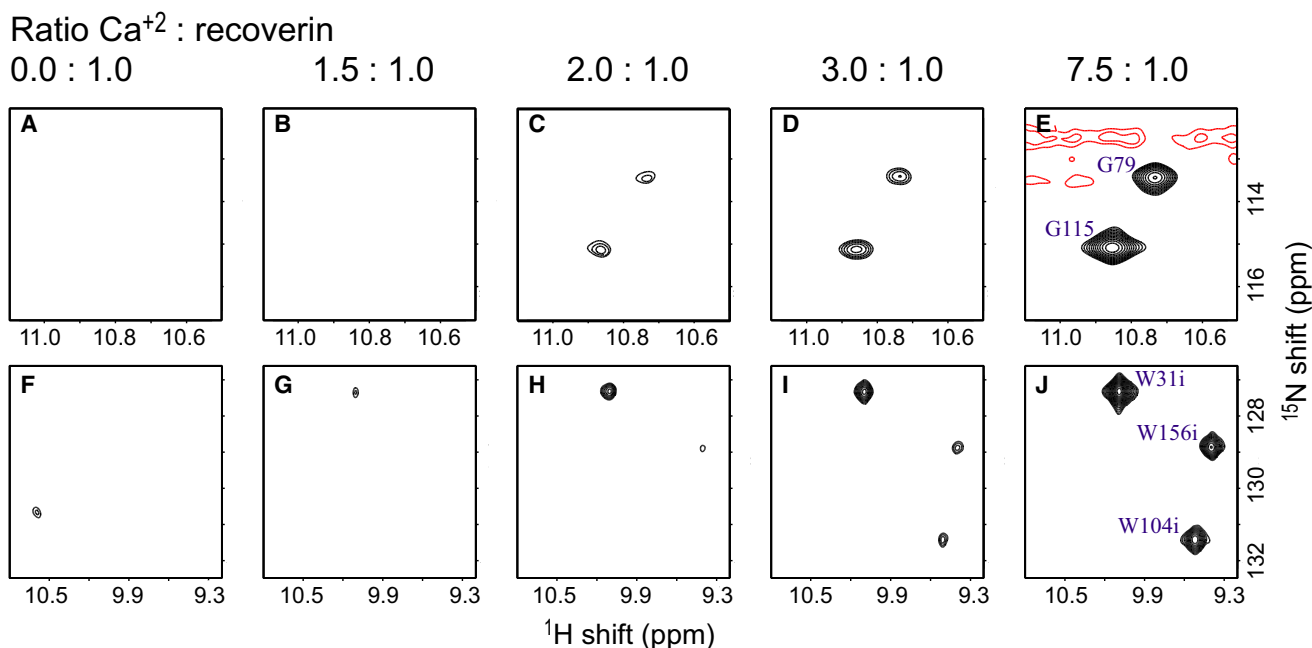 Ratio Ca+2 : recoverin
0.0 : 1.0 1.5 : 1.0 2.0 : 1.0 3.0 : 1.0 7.5 : 1.0
A B C D E
G79
G115
114
116
15N shift (ppm)
11.0 10.8 10.6 11.0 10.8 10.6 11.0 10.8 10.6 11.0 10.8 10.6 11.0 10.8 10.6
F G H I J
W31i
W156i
W104i
128
130
132
10.5 9.9 9.3 10.5 9.9 9.3 10.5 9.9 9.3 10.5 9.9 9.3 10.5 9.9 9.3
1H shift (ppm)